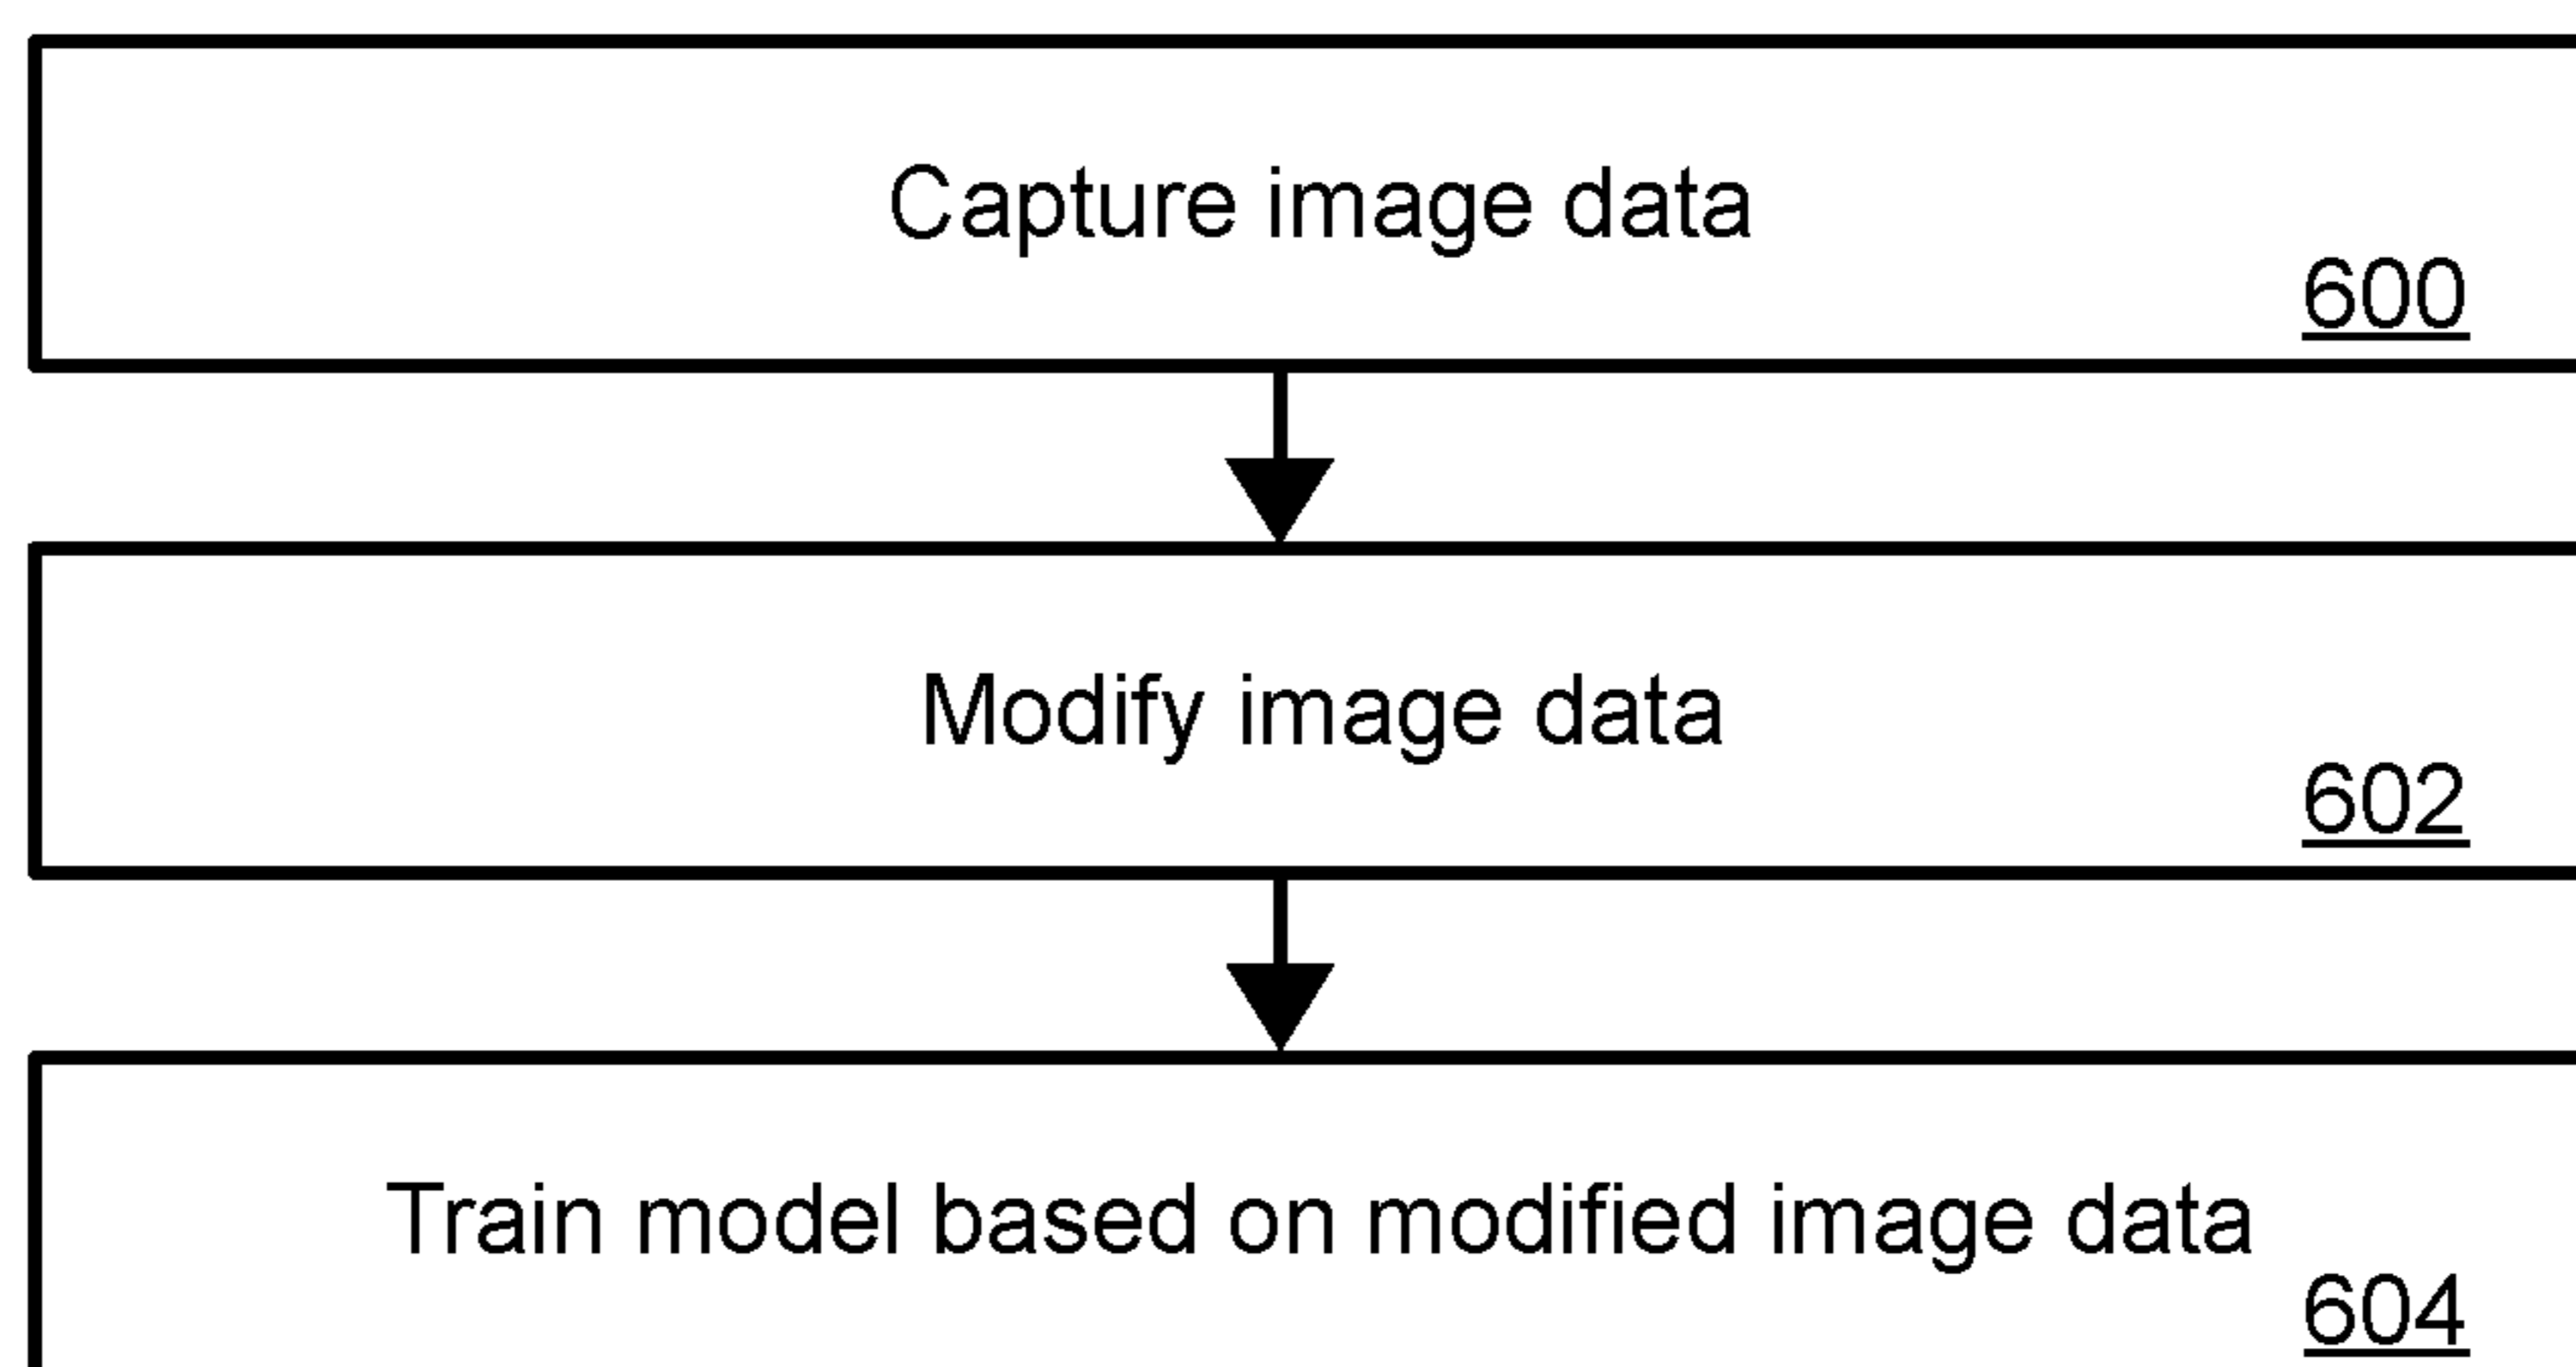 Capture image data
600
Modify image data
602
Train model based on modified image data
604